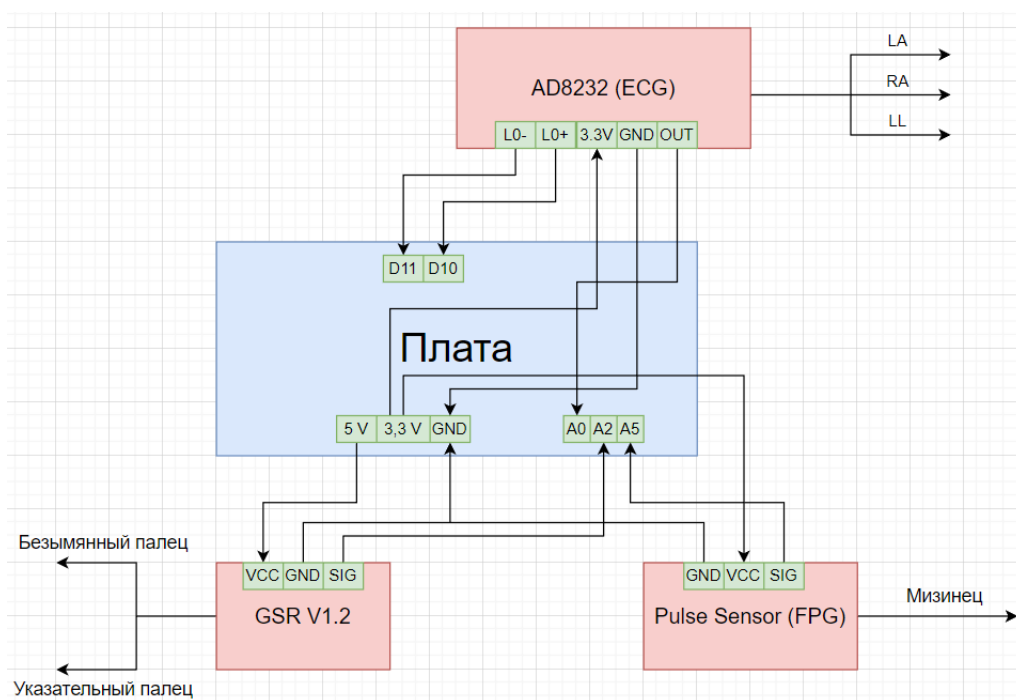 LA
AD8232 (ECG)
RA
LL
L0- L0+ 3.3V GND OUT
D11 D10
Плата
5 V 3,3 V GND
A0 A2 A5
Безымянный палец
VCC GND SIG
GND VCC SIG
GSR V1.2
Pulse Sensor (FPG)
Мизинец
Указательный палец